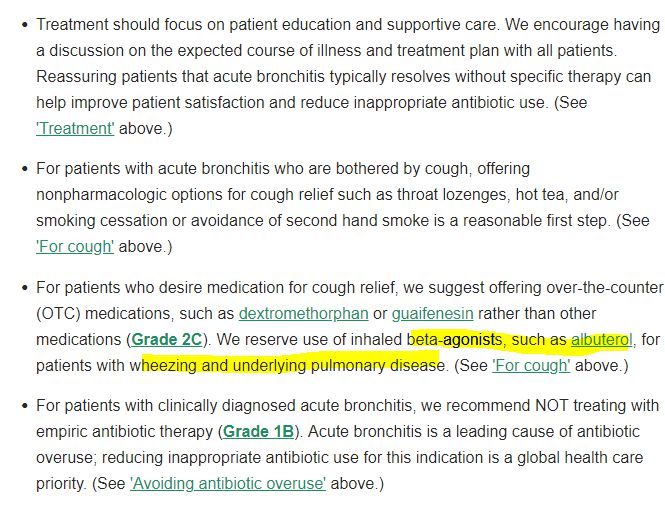 • Treatment should focus on patient education and supportive care. We encourage having
a discussion on the expected course of illness and treatment plan with all patients.
Reassuring patients that acute bronchitis typically resolves without specific therapy can
help improve patient satisfaction and reduce inappropriate antibiotic use. (See
'Treatment' above.)
• For patients with acute bronchitis who are bothered by cough, offering
nonpharmacologic options for cough relief such as throat lozenges, hot tea, and/or
smoking cessation or avoidance of second hand smoke is a reasonable first step. (See
'For cough' above.)
• For patients who desire medication for cough relief, we suggest offering over-the-counter
(OTC) medications, such as dextromethorphan or guaifenesin rather than other
medications (Grade 2C). We reserve use of inhaled beta-agonists, such as albuterol, for
patients with wheezing and underlying pulmonary disease. (See 'For cough' above.)
• For patients with clinically diagnosed acute bronchitis, we recommend NOT treating with
empiric antibiotic therapy (Grade 1B). Acute bronchitis is a leading cause of antibiotic
overuse; reducing inappropriate antibiotic use for this indication is a global health care
priority. (See 'Avoiding antibiotic overuse' above.)